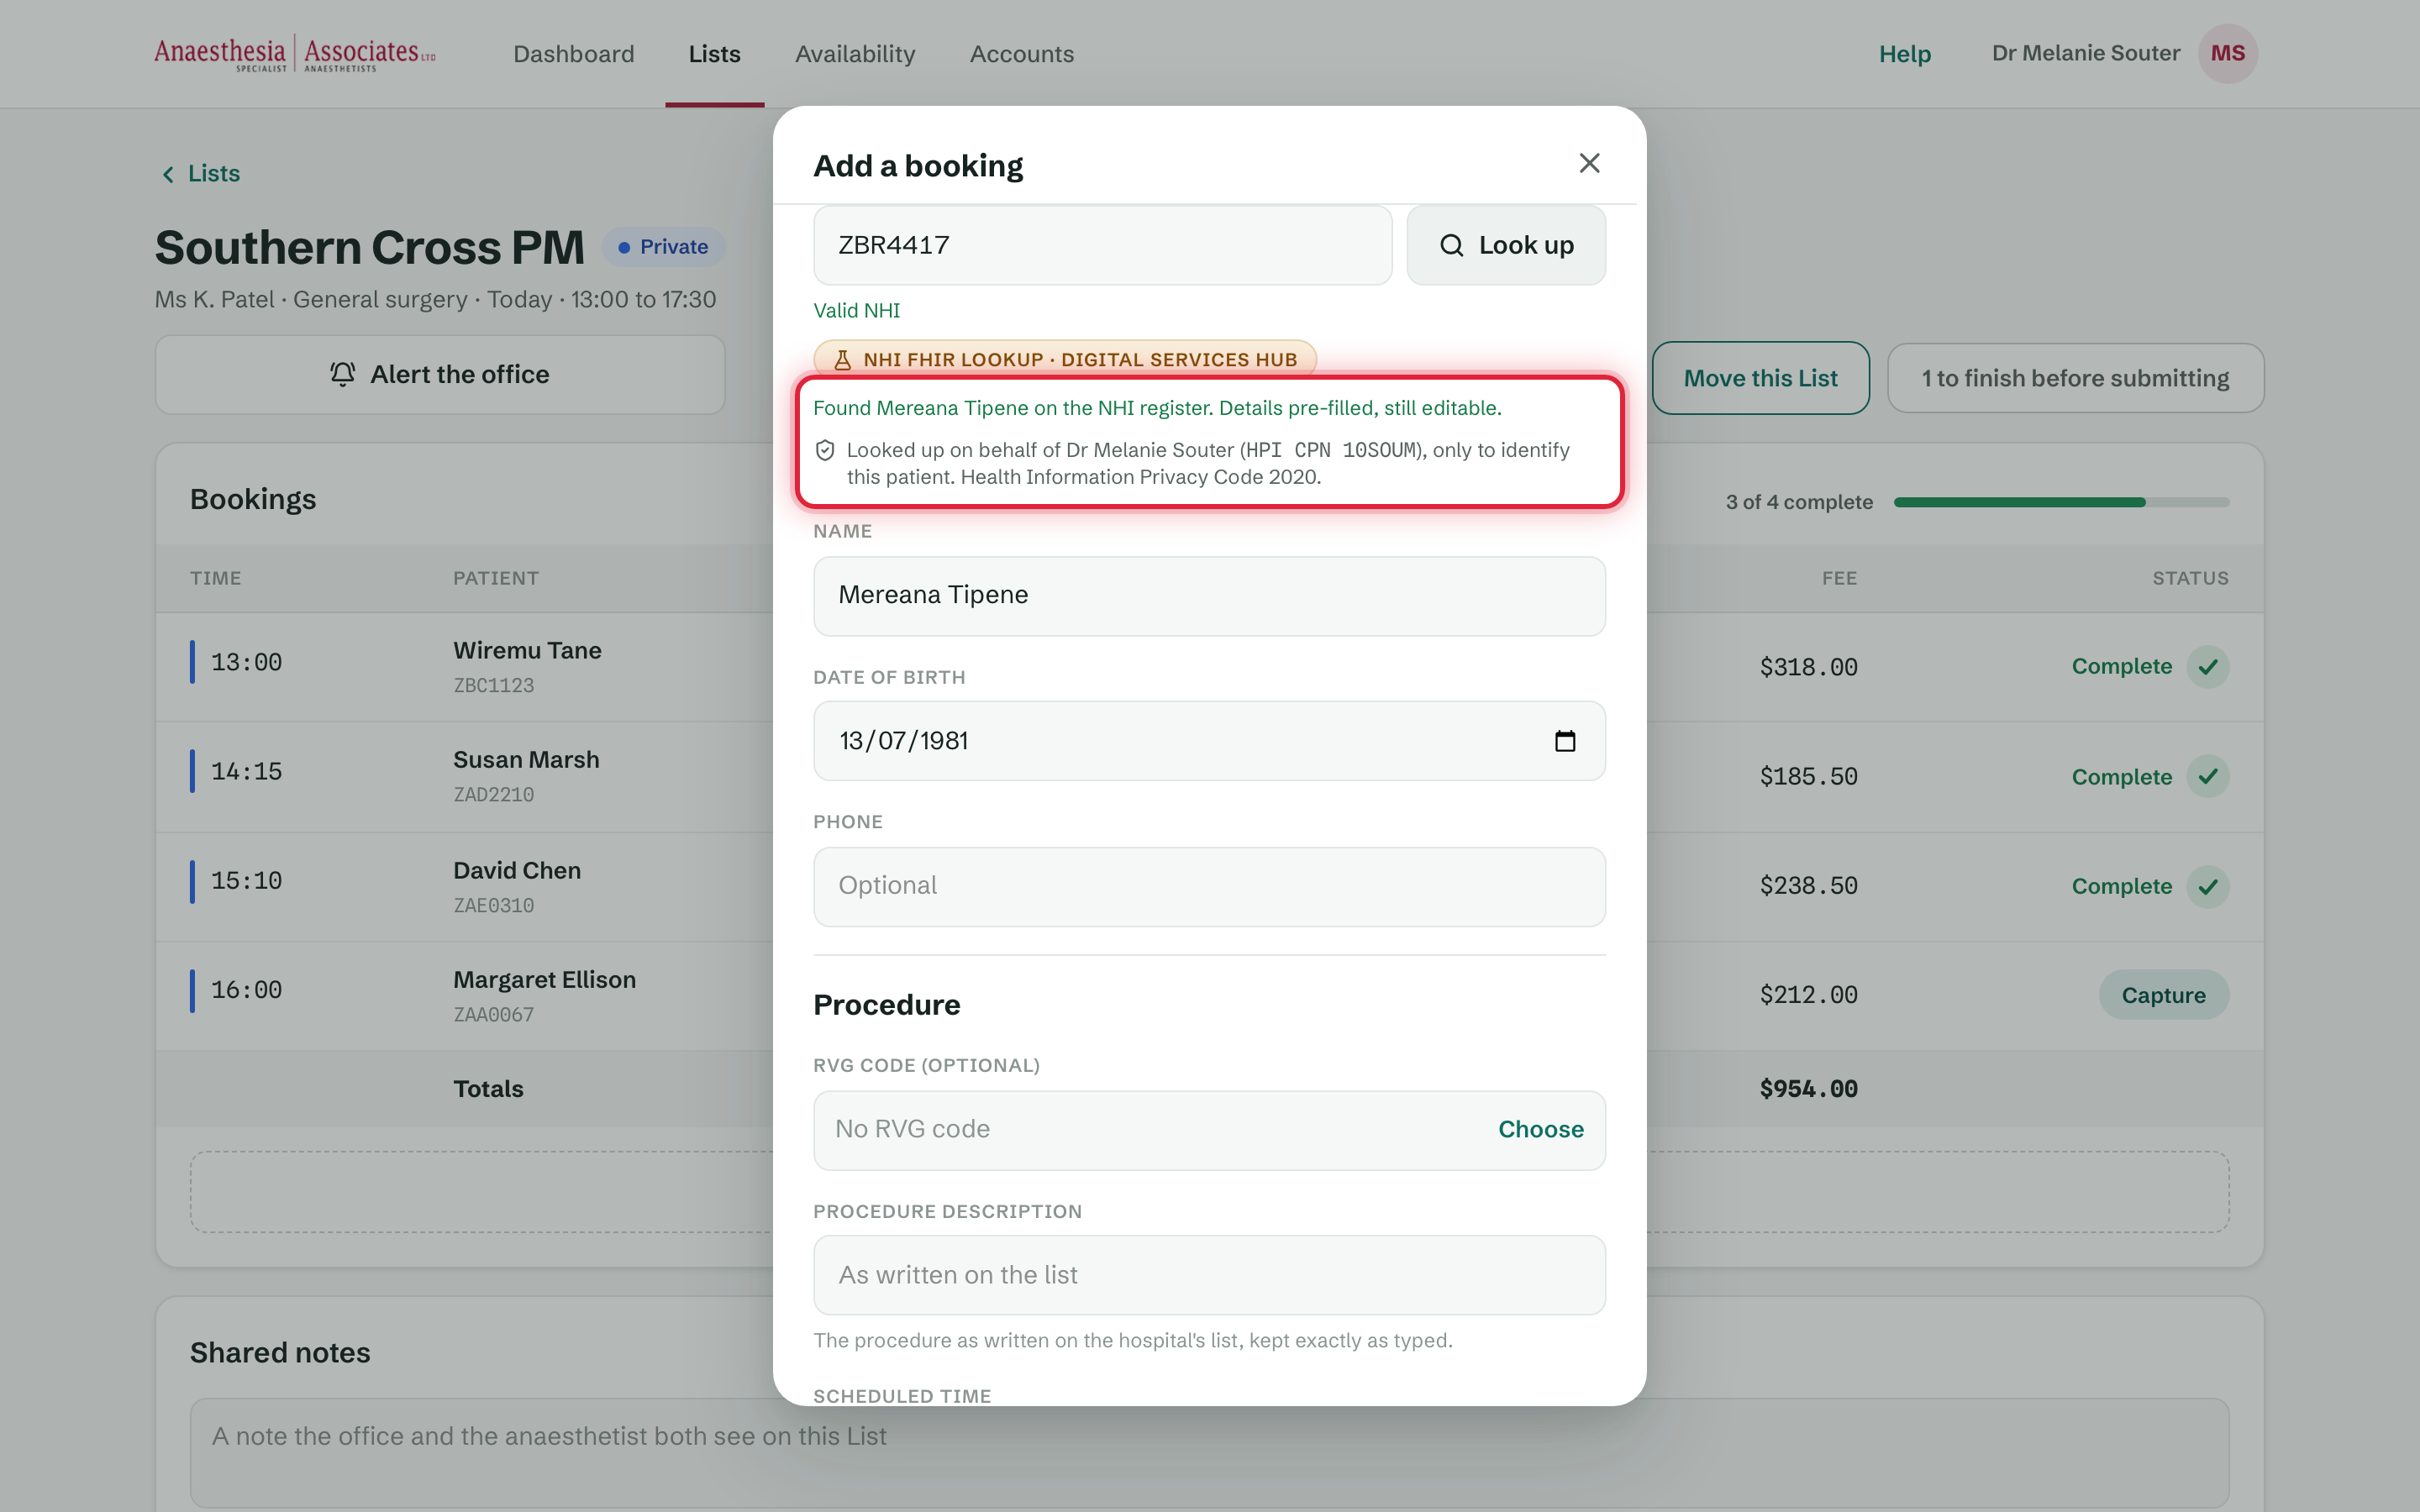 Anaesthesia Associates LTD
SPECIALIST ANAESTHETISTS
Dashboard
Lists
Availability
Accounts
Help
Dr Melanie Souter
MS
Lists
Southern Cross PM
Private
Ms K. Patel · General surgery · Today · 13:00 to 17:30
Alert the office
Move this List
1 to finish before submitting
Bookings
3 of 4 complete
TIME
PATIENT
FEE
STATUS
13:00
Wiremu Tane
ZBC1123
$318.00
Complete
14:15
Susan Marsh
ZAD2210
$185.50
Complete
15:10
David Chen
ZAE0310
$238.50
Complete
16:00
Margaret Ellison
ZAA0067
$212.00
Capture
Totals
$954.00
Shared notes
A note the office and the anaesthetist both see on this List
Add a booking
ZBR4417
Look up
Valid NHI
NHI FHIR LOOKUP · DIGITAL SERVICES HUB
Found Mereana Tipene on the NHI register. Details pre-filled, still editable.
Looked up on behalf of Dr Melanie Souter (HPI CPN 10SOUM), only to identify
this patient. Health Information Privacy Code 2020.
NAME
Mereana Tipene
DATE OF BIRTH
13/07/1981
PHONE
Optional
Procedure
RVG CODE (OPTIONAL)
No RVG code
Choose
PROCEDURE DESCRIPTION
As written on the list
The procedure as written on the hospital's list, kept exactly as typed.
SCHEDULED TIME